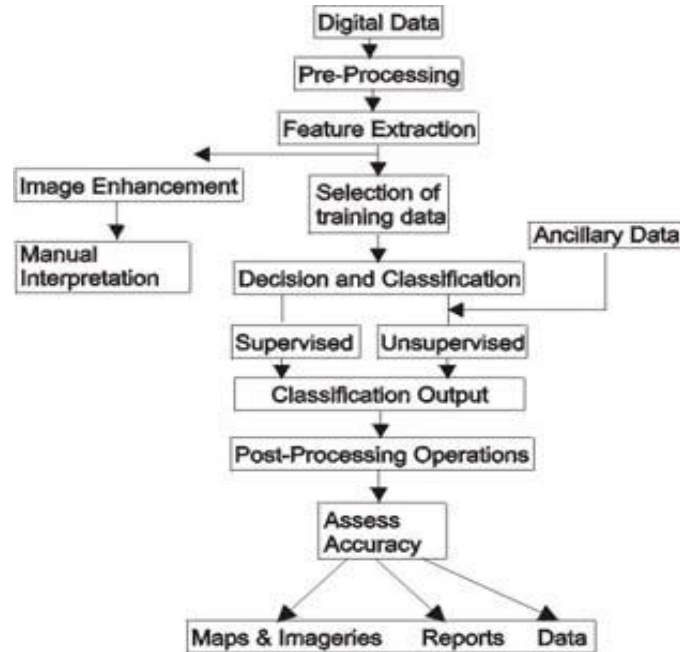 Digital Data
Pre-Processing
Feature Extraction
Image Enhancement
Selection of
training data
Manual
Interpretation
Ancillary Data
Decision and Classification
Supervised
Unsupervised
Classification Output
Post-Processing Operations
Assess
Accuracy
Maps & Imageries Reports Data